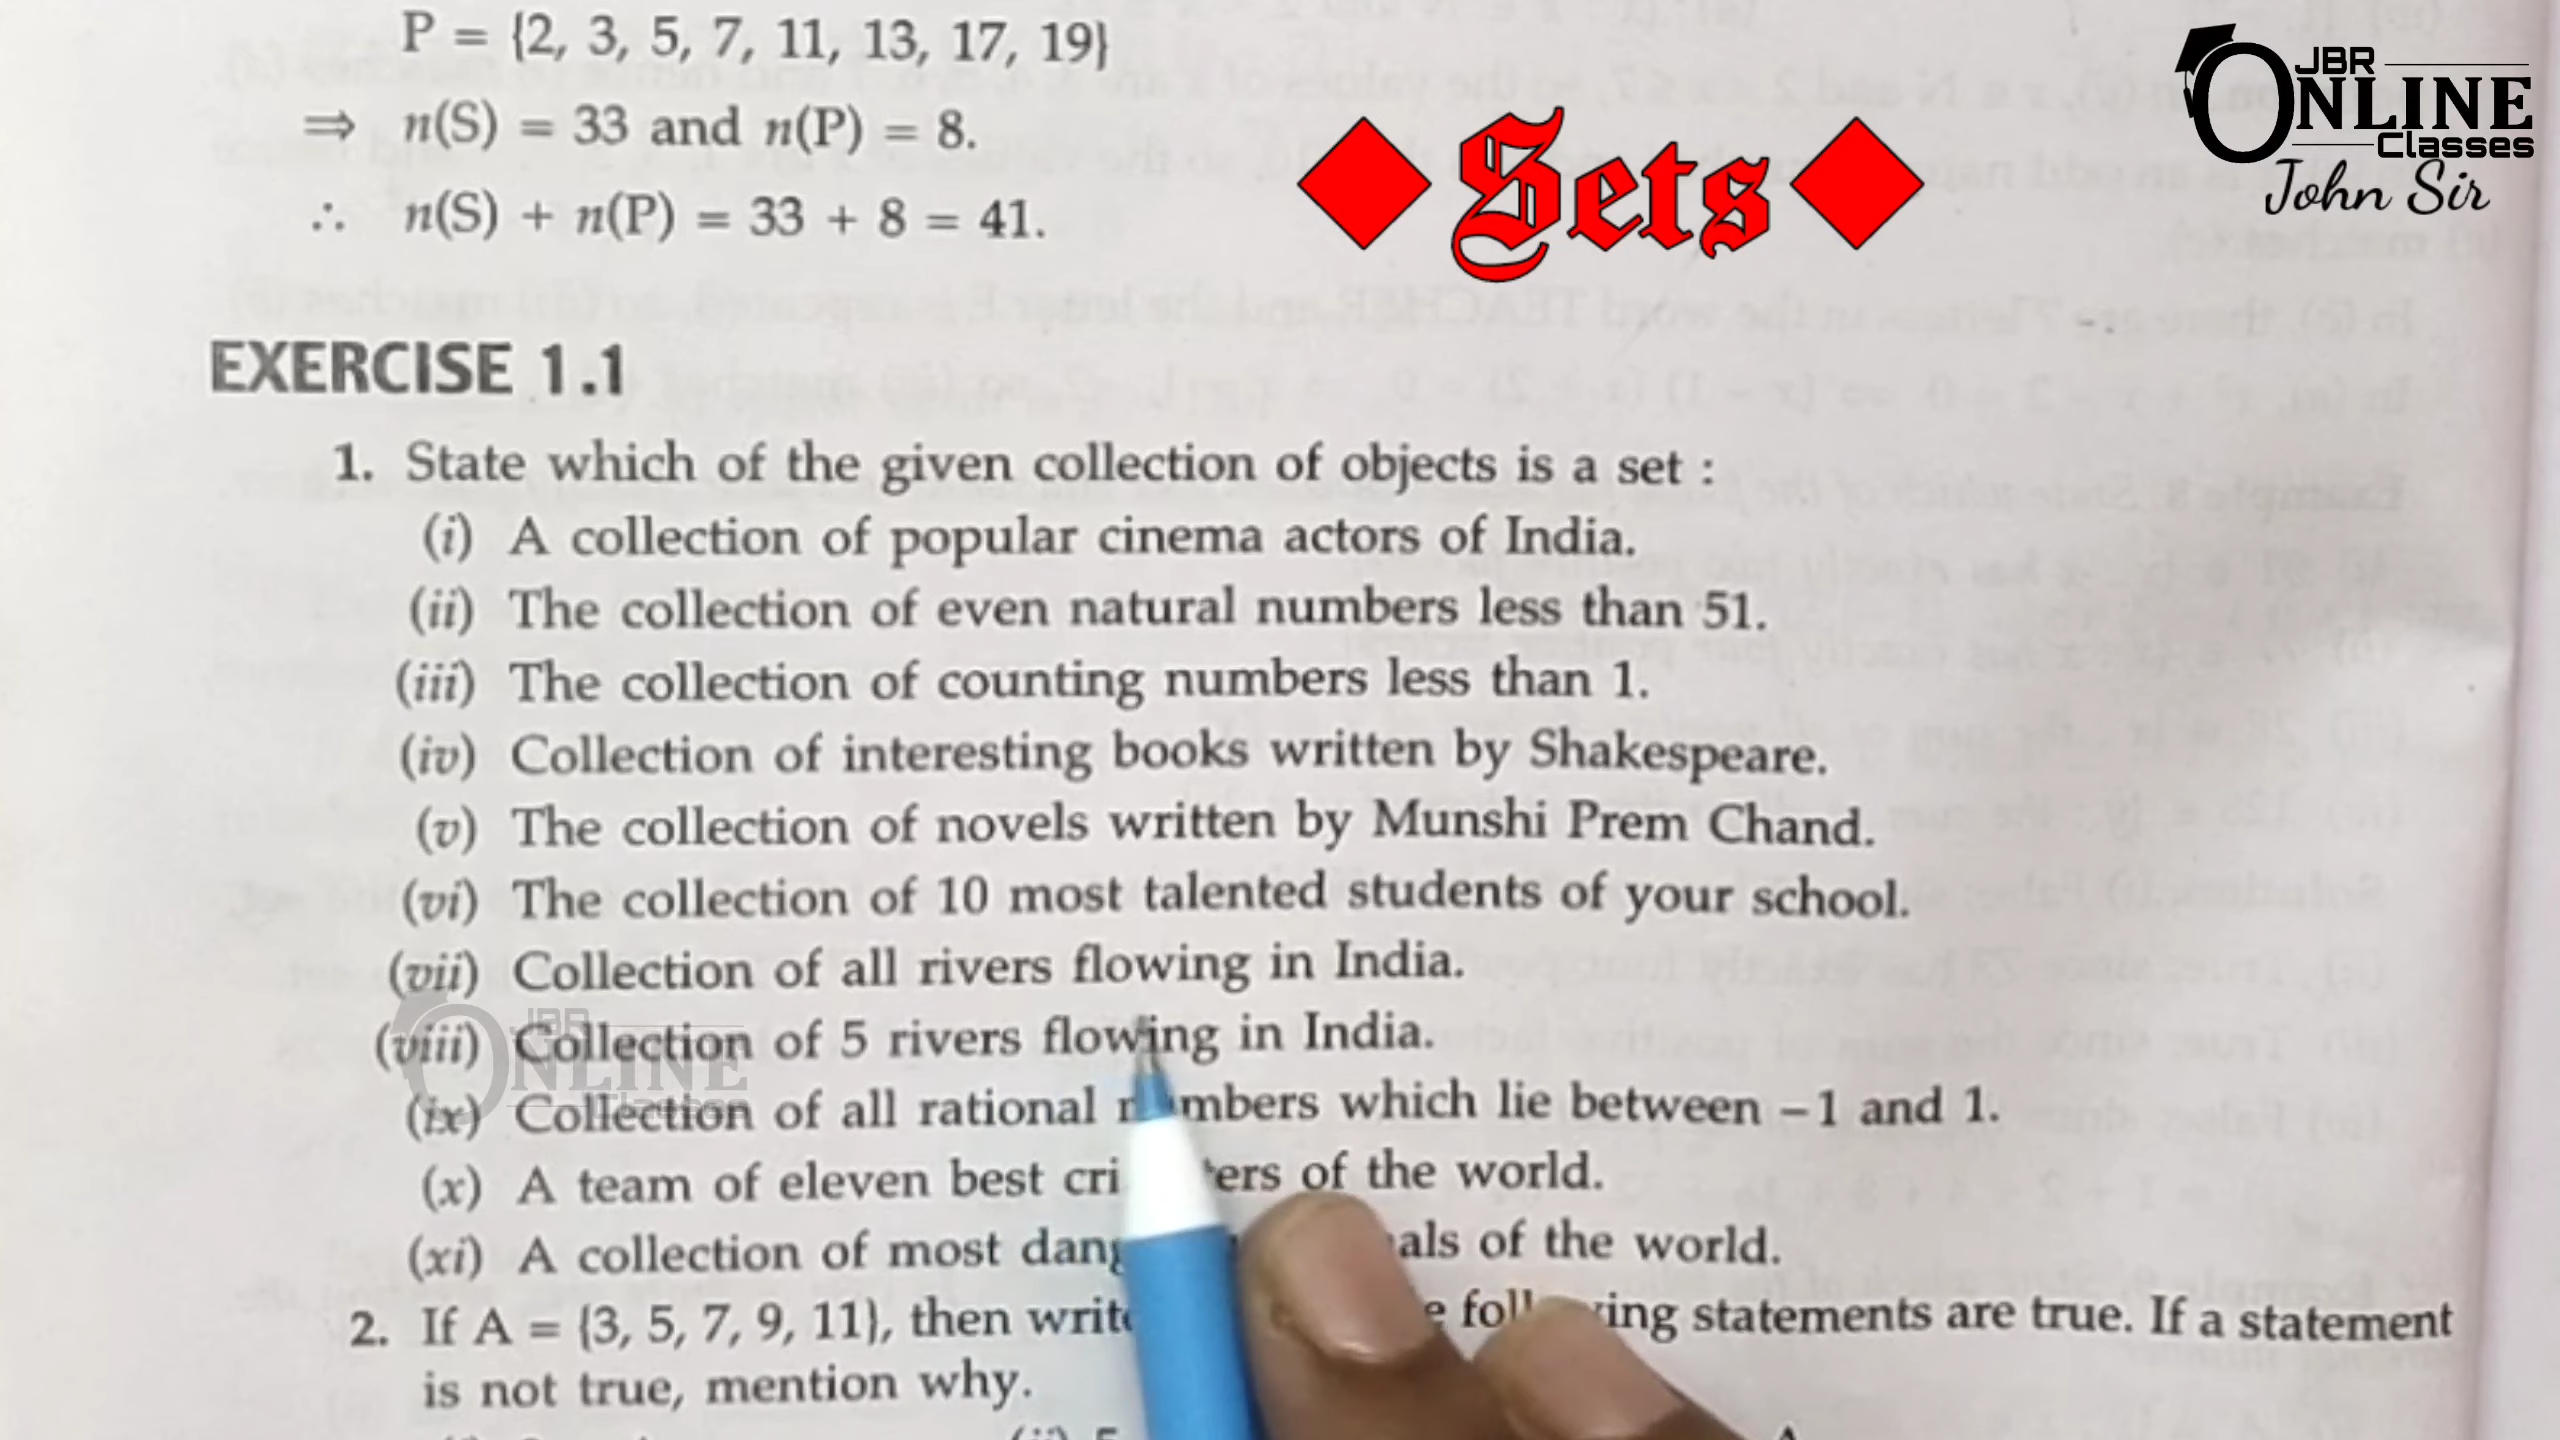 P = {2, 3, 5, 7, 11, 13, 17, 19}
⇒ n(S) = 33 and n(P) = 8.
∴ n(S) + n(P) = 33 + 8 = 41.
◆Sets◆
JBR
ONLINE
Classes
John Sir
EXERCISE 1.1
1. State which of the given collection of objects is a set :
(i) A collection of popular cinema actors of India.
(ii) The collection of even natural numbers less than 51.
(iii) The collection of counting numbers less than 1.
(iv) Collection of interesting books written by Shakespeare.
(v) The collection of novels written by Munshi Prem Chand.
(vi) The collection of 10 most talented students of your school.
(vii) Collection of all rivers flowing in India.
(viii) Collection of 5 rivers flowing in India.
(ix) Collection of all rational numbers which lie between –1 and 1.
(x) A team of eleven best of the world.
(xi) A collection of most of the world.
2. If A = {3, 5, 7, 9, 11}, then write following statements are true. If a statement
is not true, mention why.
JBR
ONLINE
Classes